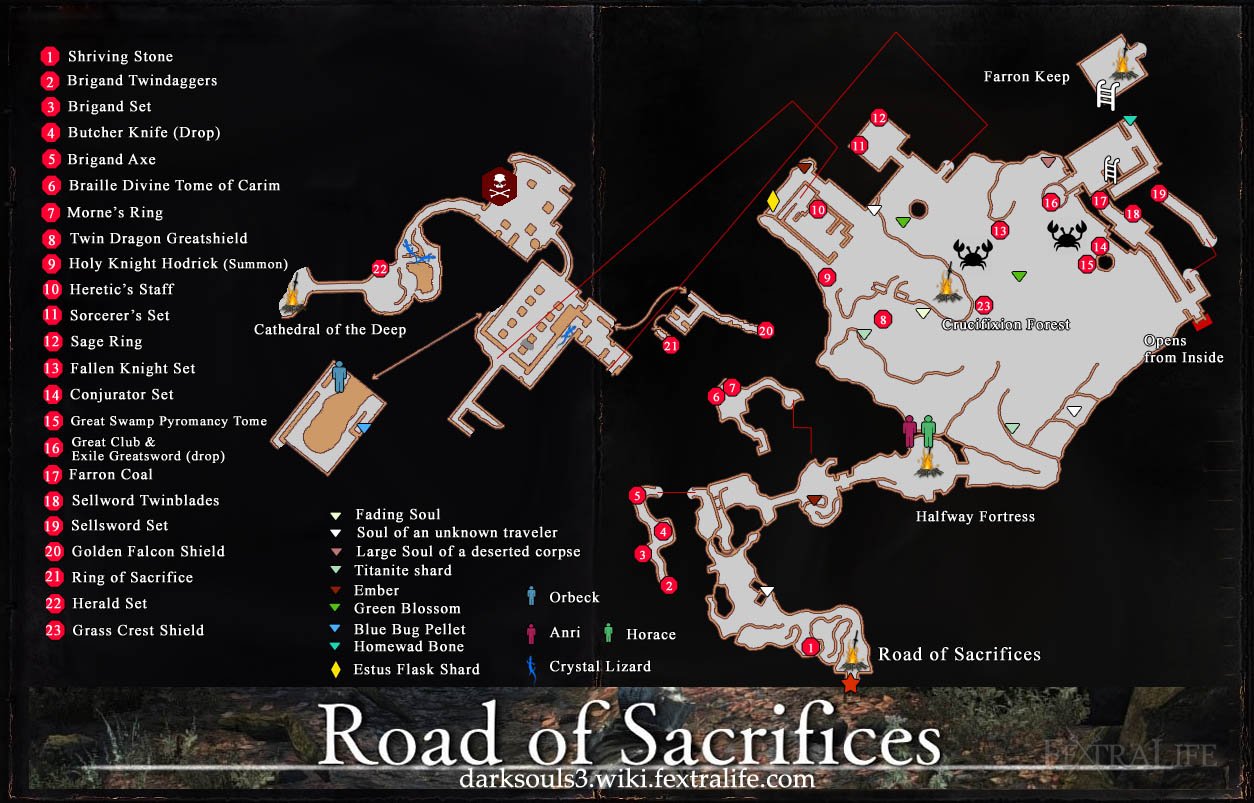 1 Shriving Stone
2 Brigand Twindaggers
3 Brigand Set
4 Butcher Knife (Drop)
5 Brigand Axe
6 Braille Divine Tome of Carim
7 Morne's Ring
8 Twin Dragon Greatshield
9 Holy Knight Hodrick (Summon)
10 Heretic's Staff
11 Sorcerer's Set
12 Sage Ring
13 Fallen Knight Set
14 Conjurator Set
15 Great Swamp Pyromancy Tome
16 Great Club &
Exile Greatsword (drop)
17 Farron Coal
18 Sellword Twinblades
19 Sellsword Set
20 Golden Falcon Shield
21 Ring of Sacrifice
22 Herald Set
23 Grass Crest Shield
Fading Soul
Soul of an unknown traveler
Large Soul of a deserted corpse
Titanite shard
Ember
Green Blossom
Blue Bug Pellet
Homewad Bone
Estus Flask Shard
Orbeck
Anri
Horace
Crystal Lizard
22
Cathedral of the Deep
21
20
7
6
5
4
3
2
1
Road of Sacrifices
Halfway Fortress
Farron Keep
12
11
10
9
8
13
16
17
18
19
14
15
23
Crucifixion Forest
Opens
from Inside
Road of Sacrifices
darksouls3.wiki.fextralife.com
FEXTRALIFE